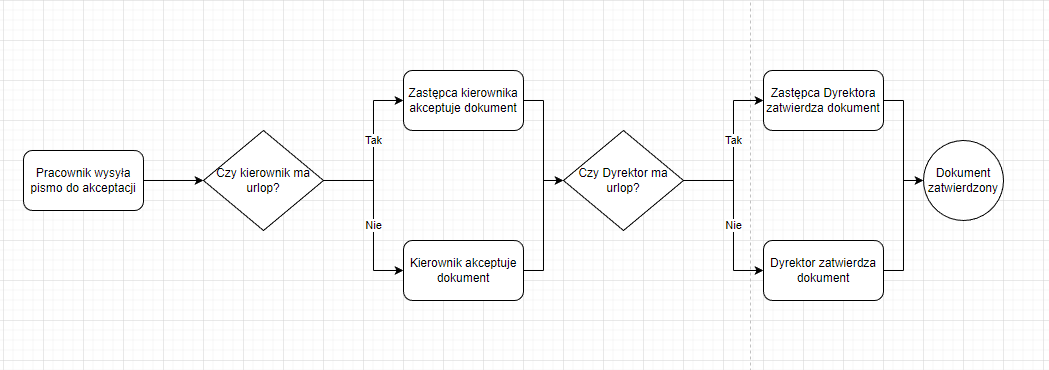 Pracownik wysyła
pismo do akceptacji
Czy kierownik ma
urlop?
Tak
Nie
Zastępca kierownika
akceptuje dokument
Kierownik akceptuje
dokument
Czy Dyrektor ma
urlop?
Tak
Nie
Zastępca Dyrektora
zatwierdza dokument
Dyrektor zatwierdza
dokument
Dokument
zatwierdzony